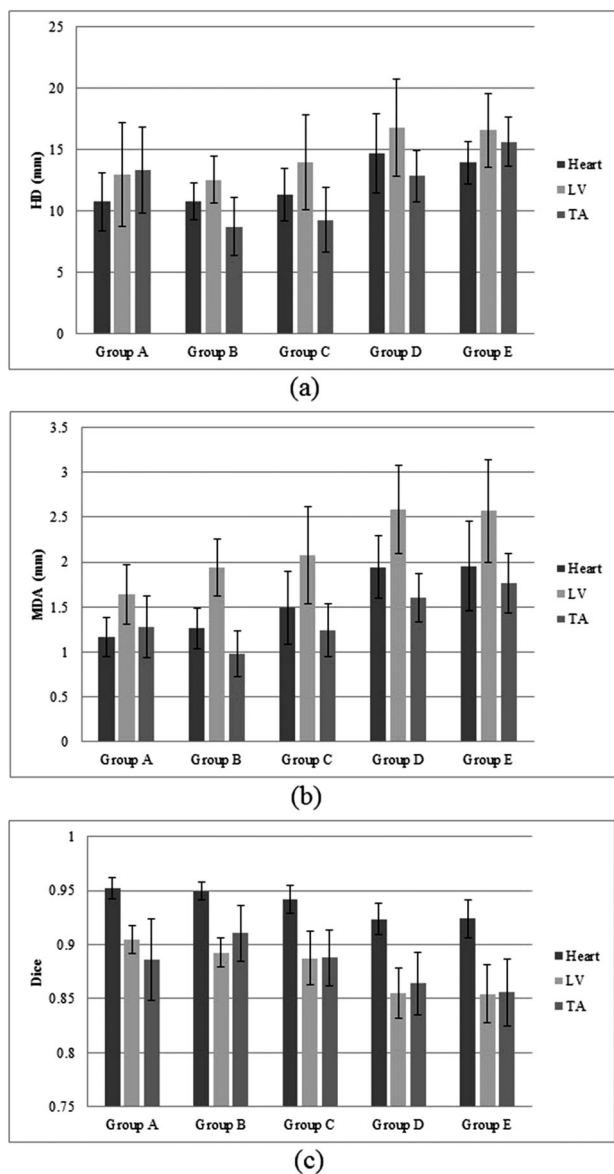 25
20
15
10
5
0
HD (mm)
Group A Group B Group C Group D Group E
Heart
LV
TA
(a)
3.5
3
2.5
2
1.5
1
0.5
0
MDA (mm)
Group A Group B Group C Group D Group E
Heart
LV
TA
(b)
1
0.95
0.9
0.85
0.8
0.75
Dice
Group A Group B Group C Group D Group E
Heart
LV
TA
(c)